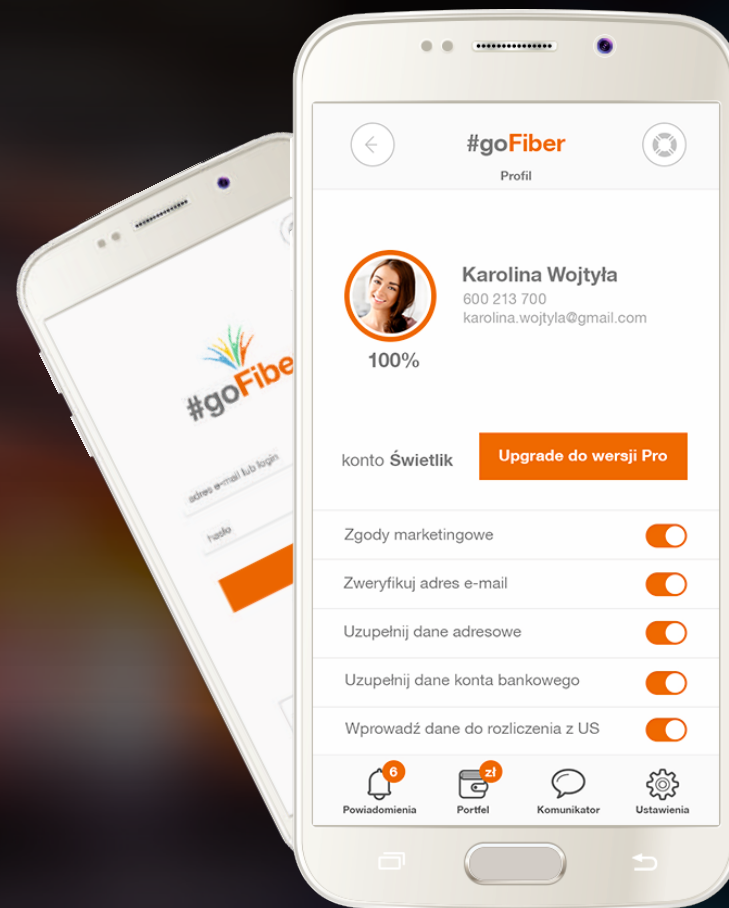 #goFiber
adres e-mail lub login
hasło
#goFiber
Profil
Karolina Wojtyła
600 213 700
karolina.wojtyla@gmail.com
100%
konto Świetlik
Upgrade do wersji Pro
Zgody marketingowe
Zweryfikuj adres e-mail
Uzupełnij dane adresowe
Uzupełnij dane konta bankowego
Wprowadź dane do rozliczenia z US
6
zł
Powiadomienia
Portfel
Komunikator
Ustawienia